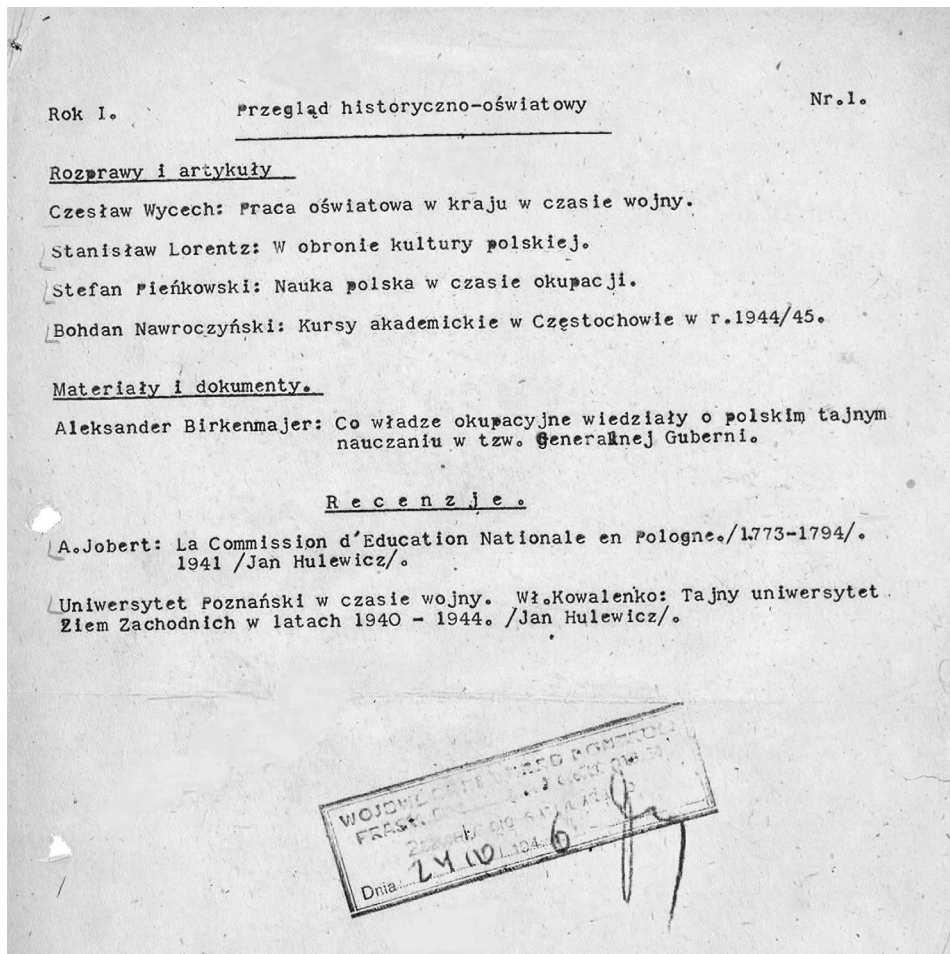 Rok I. Przegląd historyczno-oświatowy Nr.1.
Rozprawy i artykuły
Czesław Wycech: Praca oświatowa w kraju w czasie wojny.
Stanisław Lorentz: W obronie kultury polskiej.
Stefan Pieńkowski: Nauka polska w czasie okupacji.
Bohdan Nawroczyński: Kursy akademickie w Częstochowie w r.1944/45.
Materiały i dokumenty.
Aleksander Birkenmajer: Co władze okupacyjne wiedziały o polskim tajnym
nauczaniu w tzw. Generalnej Guberni.
R e c e n z j e .
A.Jobert: La Commission d'Education Nationale en Pologne./1773-1794/.
1941 /Jan Hulewicz/.
Uniwersytet Poznański w czasie wojny. Wł.Kowalenko: Tajny uniwersytet
Ziem Zachodnich w latach 1940 - 1944. /Jan Hulewicz/.
Dnia 24 IV 1946